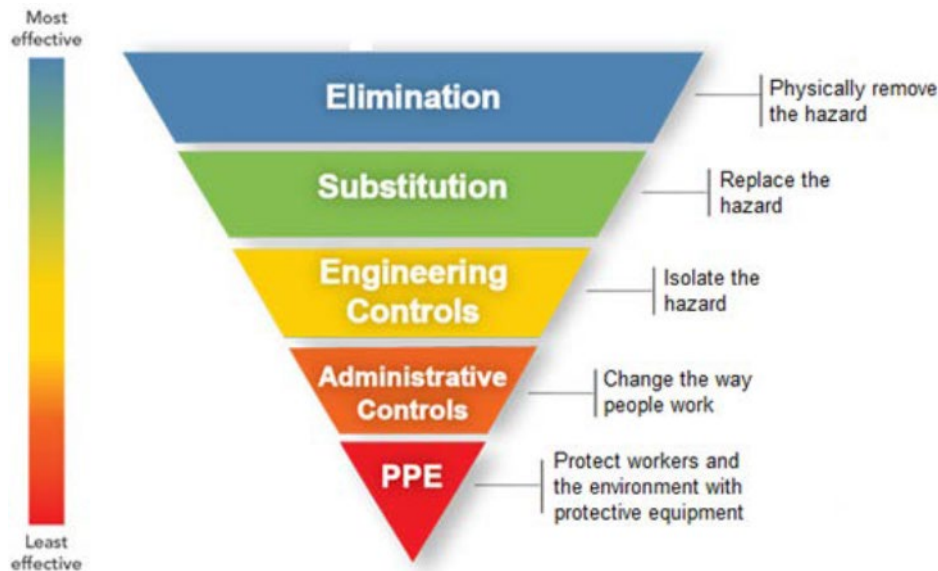 Most
effective
Elimination
Physically remove
the hazard
Substitution
Replace the
hazard
Engineering
Controls
Isolate the
hazard
Administrative
Controls
Change the way
people work
PPE
Protect workers and
the environment with
protective equipment
Least
effective